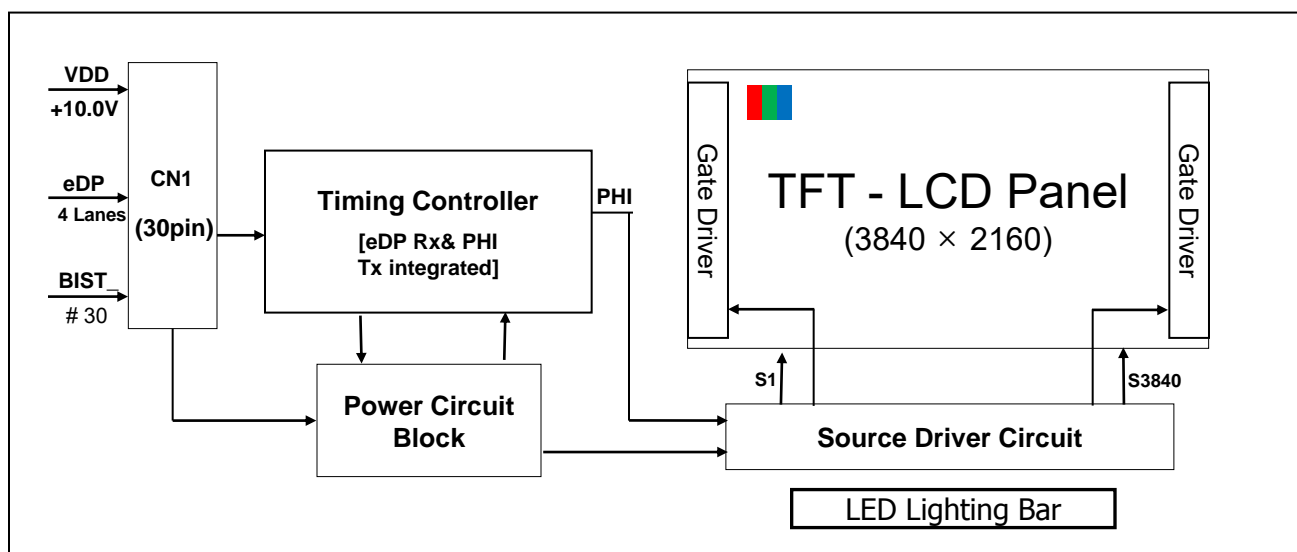 VDD
+10.0V
eDP
4 Lanes
BIST_
# 30
CN1
(30pin)
Timing Controller
[eDP Rx& PHI
Tx integrated]
PHI
Power Circuit
Block
Gate Driver
TFT - LCD Panel
(3840 × 2160)
Gate Driver
S1
S3840
Source Driver Circuit
LED Lighting Bar